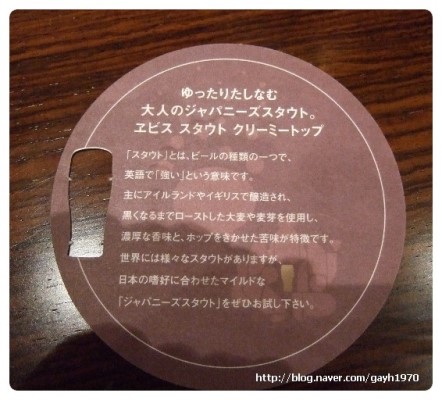 ゆったりたしなむ
大人のジャパニーズスタウト。
ヱビス スタウト クリーミートップ
「スタウト」とは、ビールの種類の一つで、
英語で「強い」という意味です。
主にアイルランドやイギリスで醸造され、
黒くなるまでローストした大麦や麦芽を使用し、
濃厚な香味と、ホップをきかせた苦味が特徴です。
世界には様々なスタウトがありますが、
日本の嗜好に合わせたマイルドな
「ジャパニーズスタウト」をぜひお試し下さい。
http://blog.naver.com/gayh1970